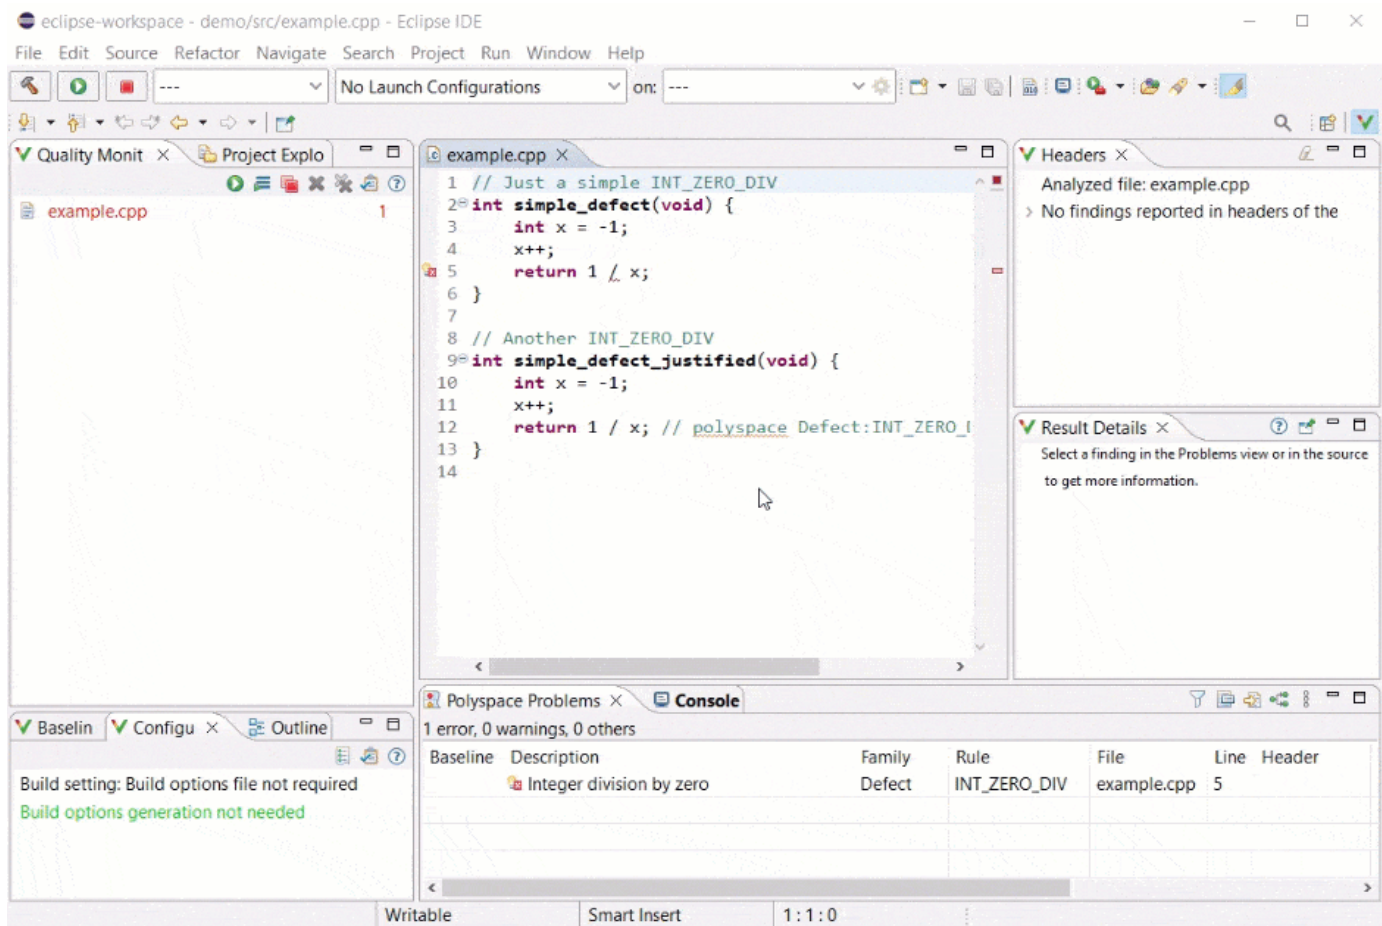 eclipse-workspace - demo/src/example.cpp - Eclipse IDE
File Edit Source Refactor Navigate Search Project Run Window Help
--- No Launch Configurations on: ---
Quality Monit Project Explo
example.cpp 1
example.cpp
1 // Just a simple INT_ZERO_DIV
2 int simple_defect(void) {
3 int x = -1;
4 x++;
5 return 1 / x;
6 }
7
8 // Another INT_ZERO_DIV
9 int simple_defect_justified(void) {
10 int x = -1;
11 x++;
12 return 1 / x; // polyspace Defect:INT_ZERO_
13 }
14
Headers
Analyzed file: example.cpp
No findings reported in headers of the
Result Details
Select a finding in the Problems view or in the source
to get more information.
Baselin Configu Outline
Build setting: Build options file not required
Build options generation not needed
Polyspace Problems Console
1 error, 0 warnings, 0 others
Baseline Description Family Rule File Line Header
Integer division by zero Defect INT_ZERO_DIV example.cpp 5
Writable Smart Insert 1:1:0